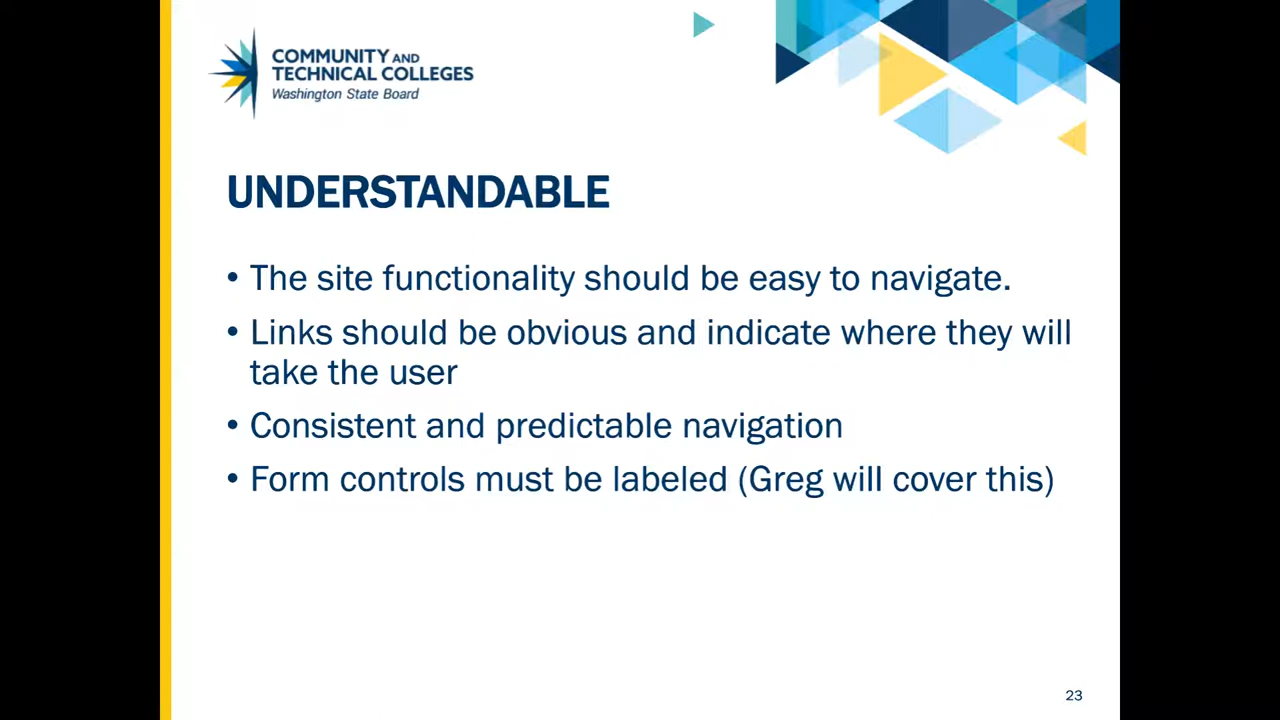 COMMUNITY AND
TECHNICAL COLLEGES
Washington State Board
UNDERSTANDABLE
• The site functionality should be easy to navigate.
• Links should be obvious and indicate where they will
take the user
• Consistent and predictable navigation
• Form controls must be labeled (Greg will cover this)
23